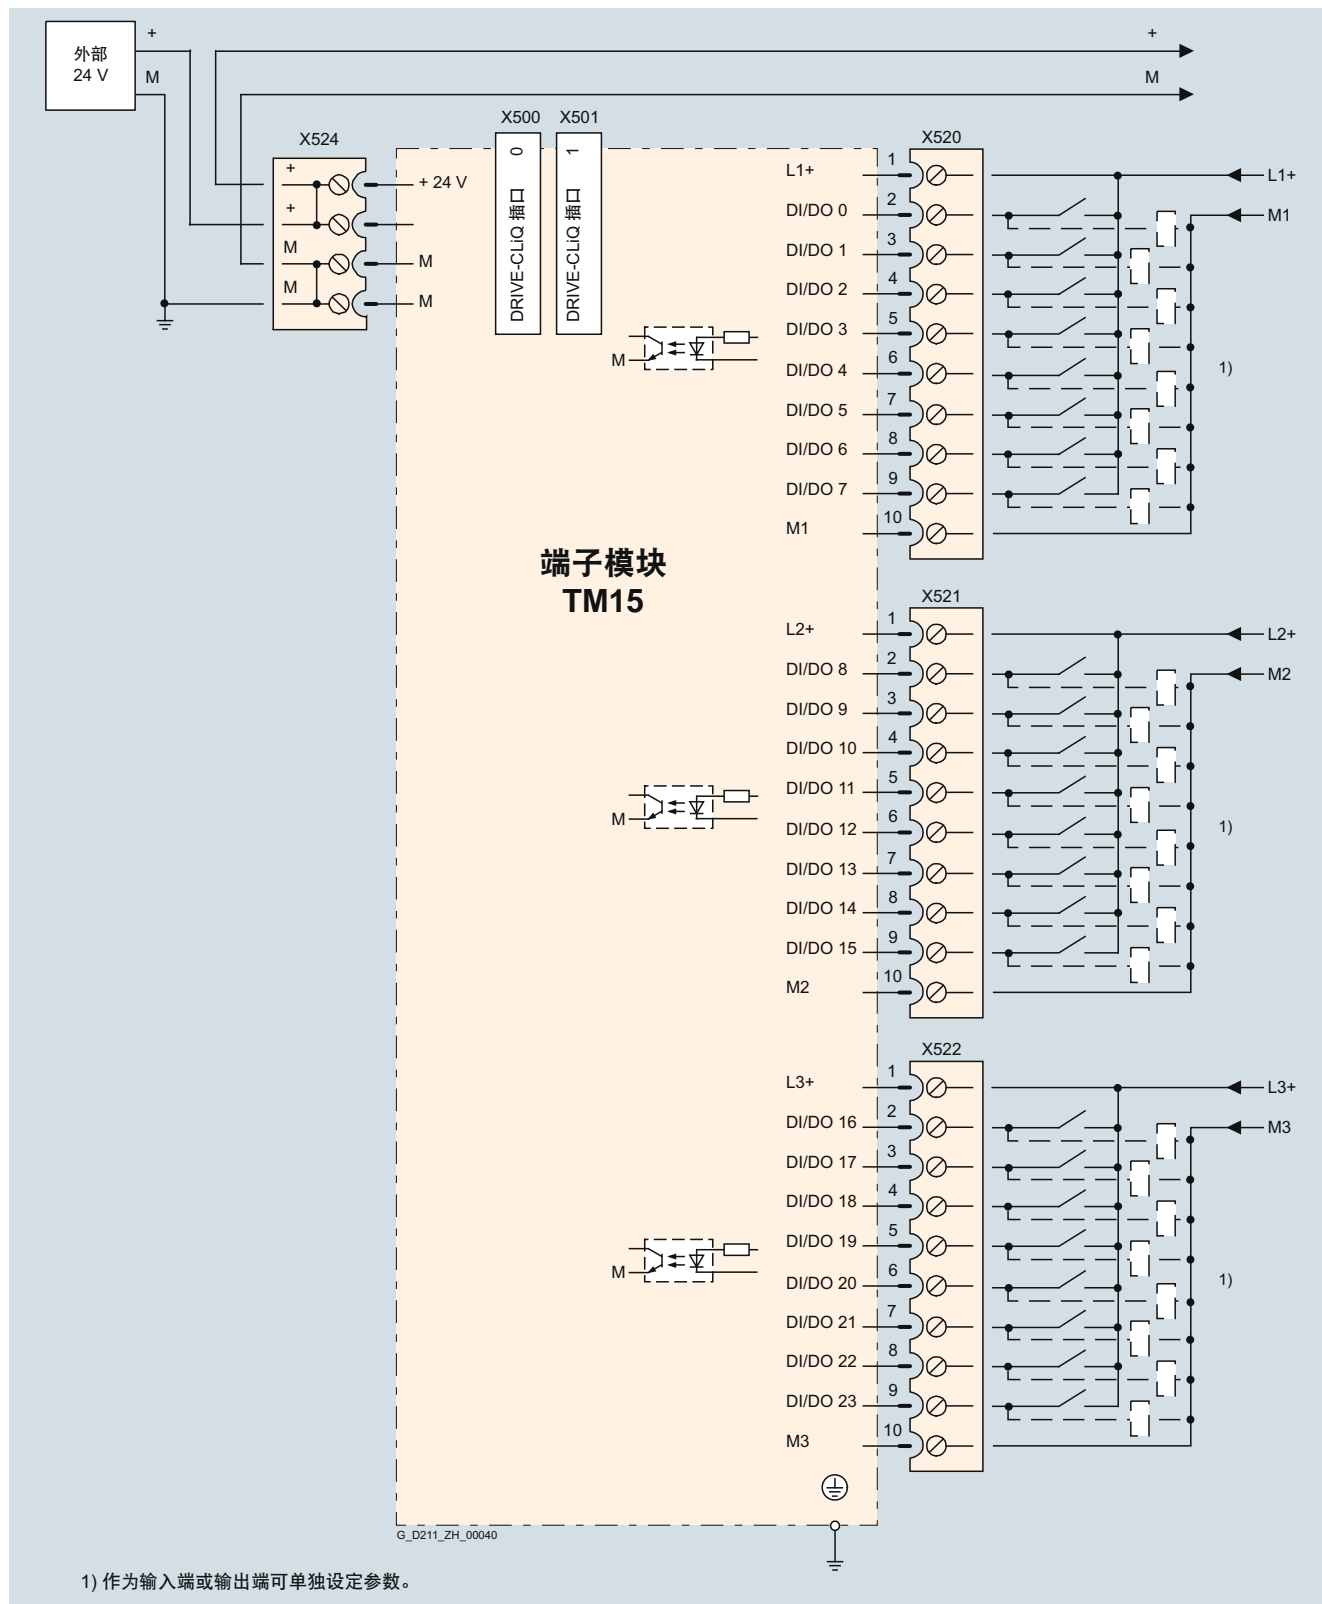 外部
24 V
+
M
+
M
X524
+
+
M
M
+ 24 V
M
M
X500
X501
DRIVE-CLiQ 插口 0
DRIVE-CLiQ 插口 1
端子模块
TM15
X520
L1+ 1
DI/DO 0 2
DI/DO 1 3
DI/DO 2 4
DI/DO 3 5
DI/DO 4 6
DI/DO 5 7
DI/DO 6 8
DI/DO 7 9
M1 10
M
L1+
M1
1)
X521
L2+ 1
DI/DO 8 2
DI/DO 9 3
DI/DO 10 4
DI/DO 11 5
DI/DO 12 6
DI/DO 13 7
DI/DO 14 8
DI/DO 15 9
M2 10
M
L2+
M2
1)
X522
L3+ 1
DI/DO 16 2
DI/DO 17 3
DI/DO 18 4
DI/DO 19 5
DI/DO 20 6
DI/DO 21 7
DI/DO 22 8
DI/DO 23 9
M3 10
M
L3+
M3
1)
G_D211_ZH_00040
1) 作为输入端或输出端可单独设定参数。